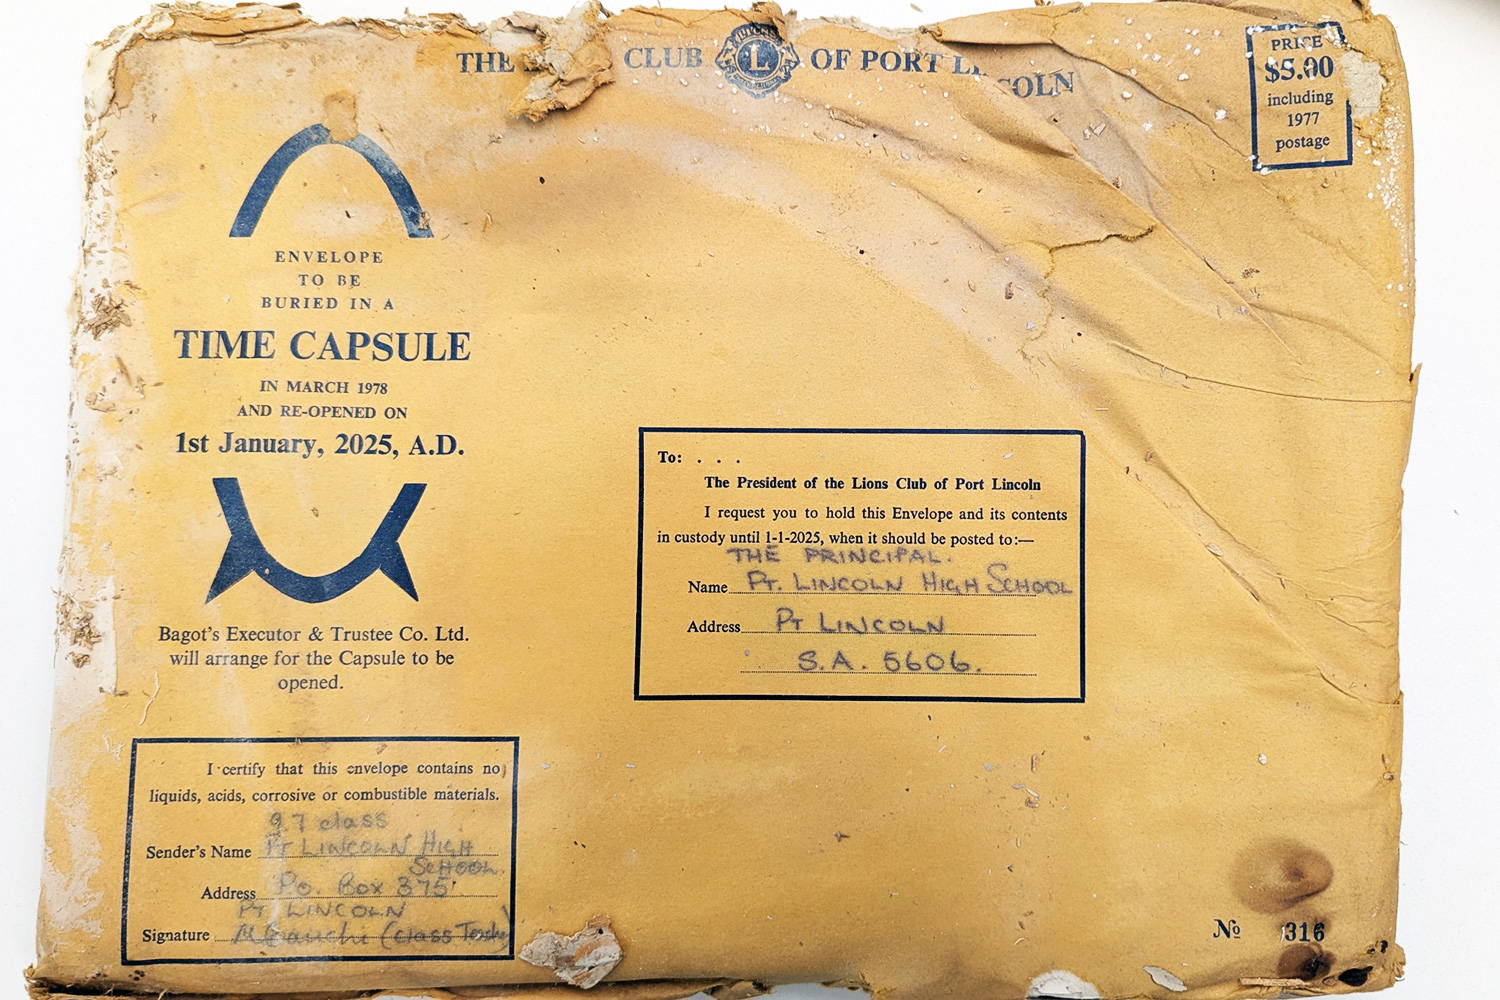 THE CLUB L OF PORT LINCOLN
PRICE
$5.00
including
1977
postage
ENVELOPE
TO BE
BURIED IN A
TIME CAPSULE
IN MARCH 1978
AND RE-OPENED ON
1st January, 2025, A.D.
Bagot's Executor & Trustee Co. Ltd.
will arrange for the Capsule to be
opened.
To: . . .
The President of the Lions Club of Port Lincoln
I request you to hold this Envelope and its contents
in custody until 1-1-2025, when it should be posted to:—
THE PRINCIPAL.
Name PT. LINCOLN HIGH SCHOOL
Address PT LINCOLN
S.A. 5606.
I certify that this envelope contains no
liquids, acids, corrosive or combustible materials.
97 class
Sender's Name PT LINCOLN HIGH
SCHOOL.
Address P.O. Box 375
PT LINCOLN
Signature (class Teacher)
No 316